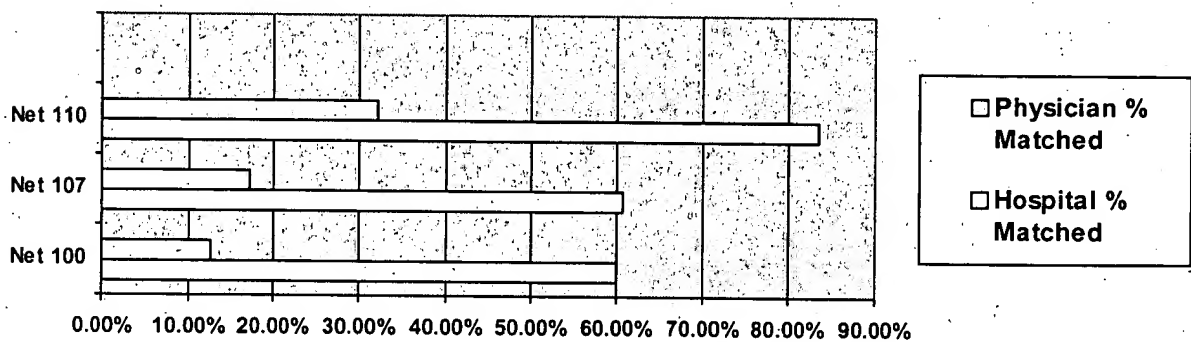 Net 110
Net 107
Net 100
0.00% 10.00% 20.00% 30.00% 40.00% 50.00% 60.00% 70.00% 80.00% 90.00%
Physician %
Matched
Hospital %
Matched